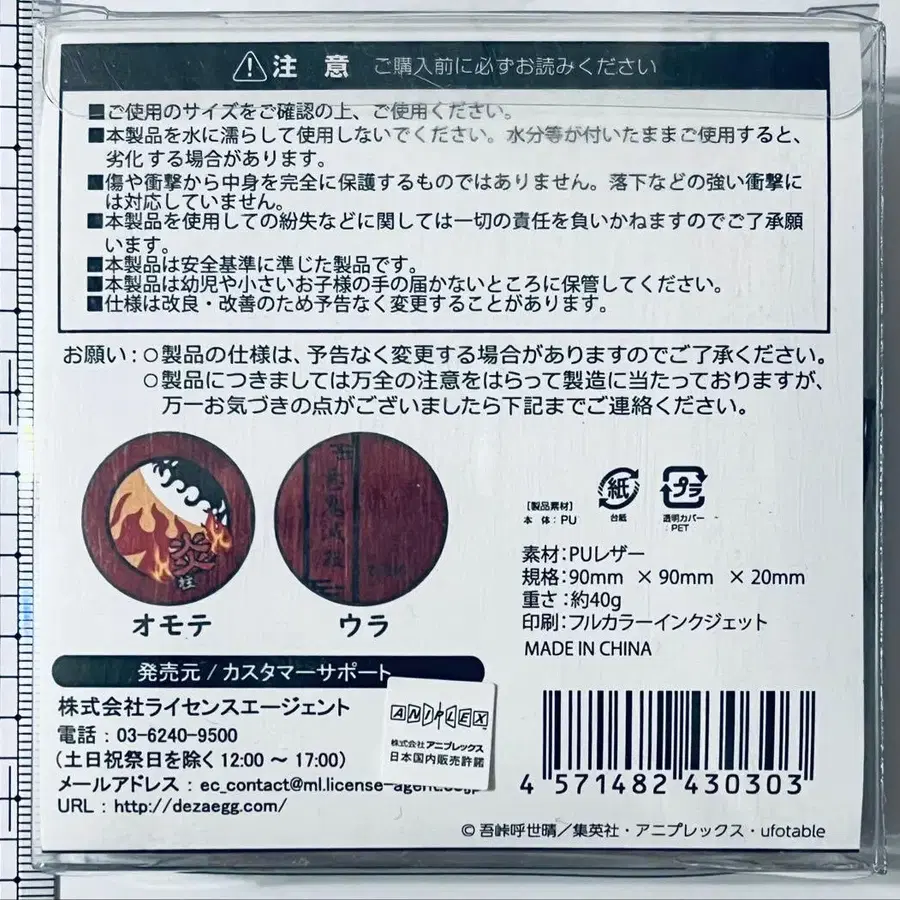 注 意 ご購入前に必ずお読みください
■ご使用のサイズをご確認の上、ご使用ください。
■本製品を水に濡らして使用しないでください。水分等が付いたままご使用すると、
劣化する場合があります。
■傷や衝撃から中身を完全に保護するものではありません。落下などの強い衝撃に
は対応していません。
■本製品を使用しての紛失などに関しては一切の責任を負いかねますのでご了承願
います。
■本製品は安全基準に準じた製品です。
■本製品は幼児や小さいお子様の手の届かないところに保管してください。
■仕様は改良・改善のため予告なく変更することがあります。
お願い：○製品の仕様は、予告なく変更する場合がありますのでご了承ください。
○製品につきましては万全の注意をはらって製造に当たっておりますが、
万一お気づきの点がございましたら下記までご連絡ください。
炎
柱
オモテ
ウラ
[製品素材]
本 体：PU
紙
台紙
プラ
透明カバー
:PET
素材：PUレザー
規格：90mm × 90mm × 20mm
重さ：約40g
印刷：フルカラーインクジェット
MADE IN CHINA
発売元 / カスタマーサポート
株式会社ライセンスエージェント
電話：03-6240-9500
（土日祝祭日を除く 12:00 ～ 17:00）
メールアドレス：ec_contact@ml.license-agent.co.jp
URL：http://dezaegg.com/
ANIPLEX
株式会社 アニプレックス
日本国内販売許諾
4 571482 430303
© 吾峠呼世晴／集英社・アニプレックス・ufotable